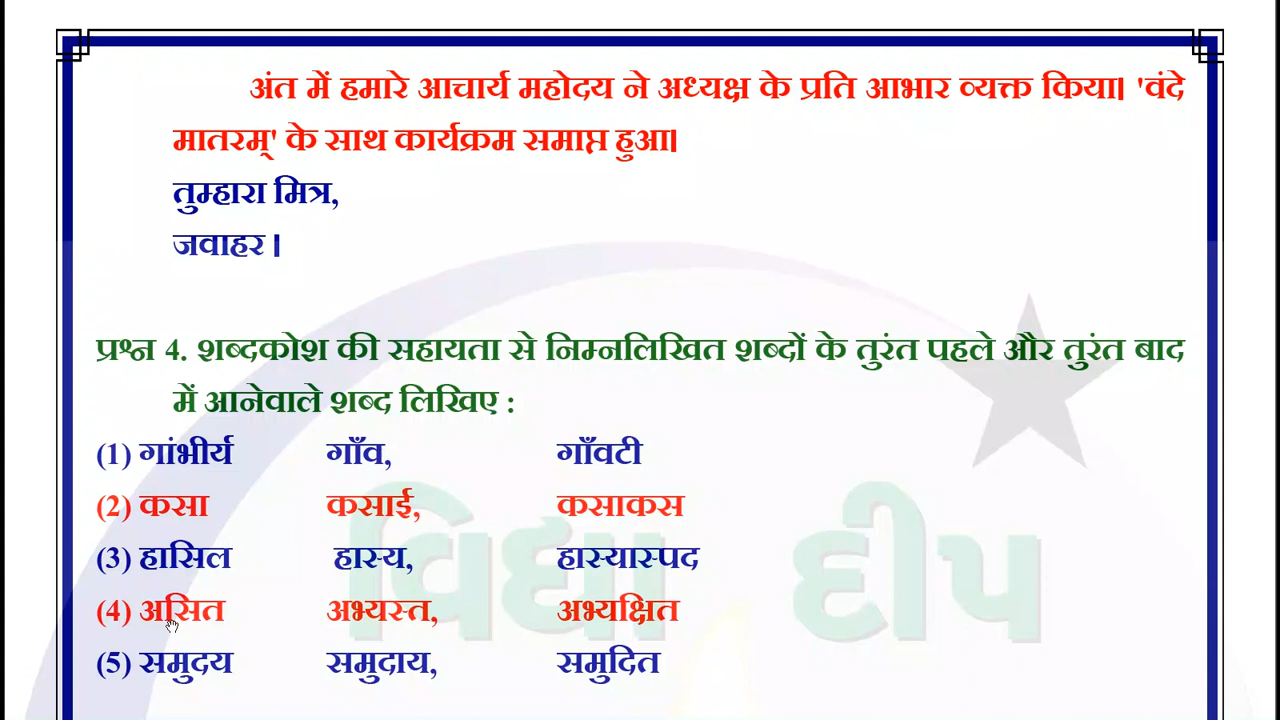 अंत में हमारे आचार्य महोदय ने अध्यक्ष के प्रति आभार व्यक्त किया। 'वंदे
मातरम्' के साथ कार्यक्रम समाप्त हुआ।
तुम्हारा मित्र,
जवाहर ।
प्रश्न 4. शब्दकोश की सहायता से निम्नलिखित शब्दों के तुरंत पहले और तुरंत बाद
में आनेवाले शब्द लिखिए :
(1) गांभीर्य गाँव, गाँवटी
(2) कसा कसाई, कसाकस
(3) हासिल हास्य, हास्यास्पद
(4) असित अभ्यस्त, अभ्यक्षित
(5) समुदय समुदाय, समुदित
વિદ્યા દીપ